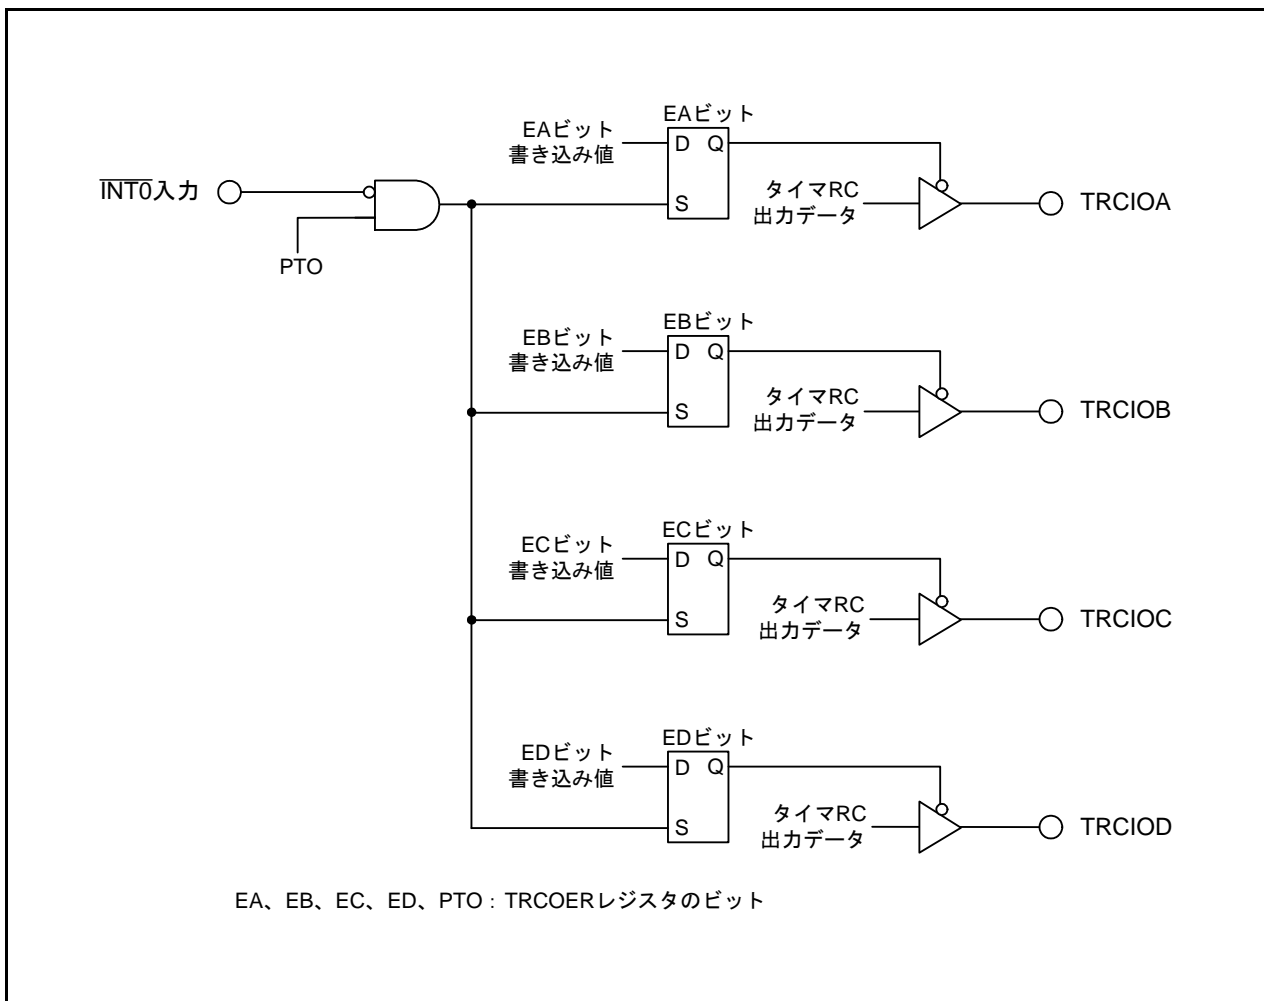 EAビット
EAビット
書き込み値
D Q
S
INT0入力
PTO
タイマRC
出力データ
TRCIOA
EBビット
EBビット
書き込み値
D Q
S
タイマRC
出力データ
TRCIOB
ECビット
ECビット
書き込み値
D Q
S
タイマRC
出力データ
TRCIOC
EDビット
EDビット
書き込み値
D Q
S
タイマRC
出力データ
TRCIOD
EA、EB、EC、ED、PTO：TRCOERレジスタのビット